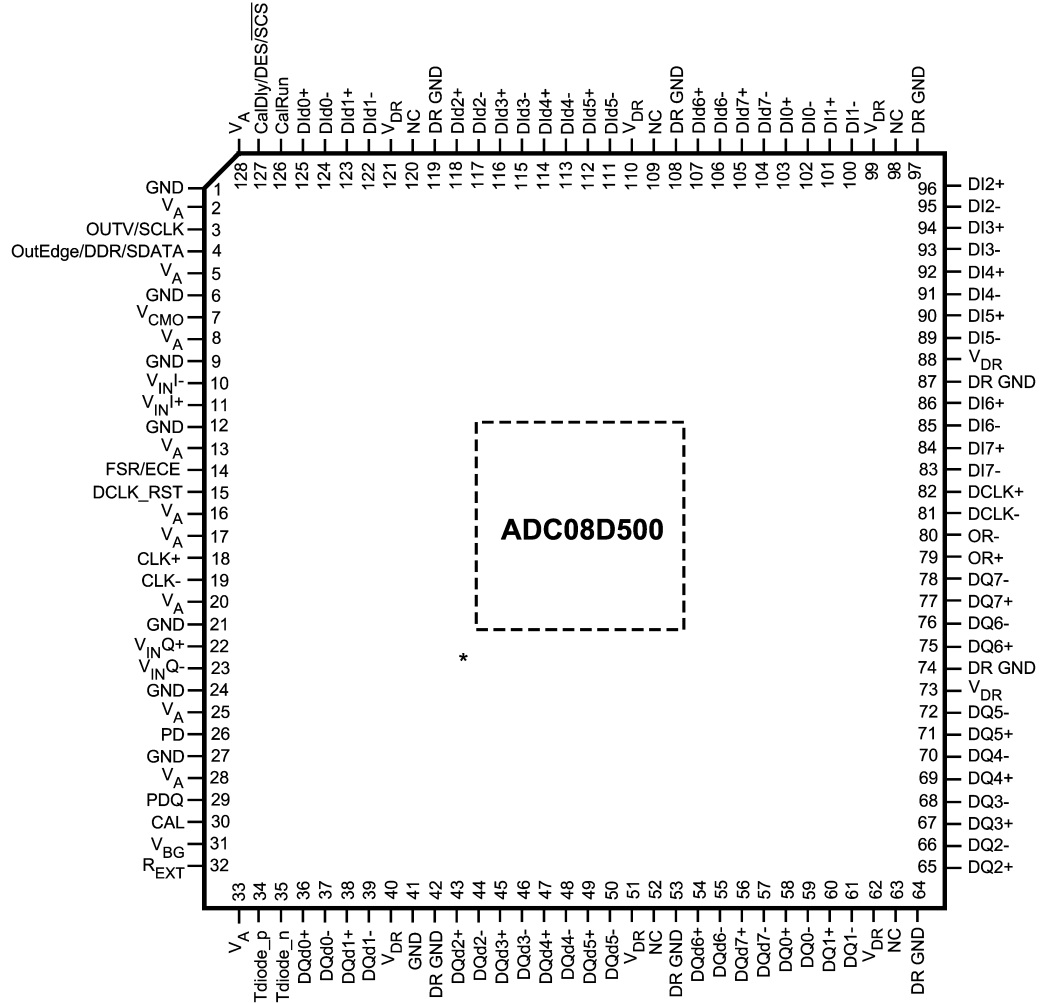 V_A 128
CalDly/DES/SCS 127
CalRun 126
DId0+ 125
DId0- 124
DId1+ 123
DId1- 122
V_DR 121
NC 120
DR GND 119
DId2+ 118
DId2- 117
DId3+ 116
DId3- 115
DId4+ 114
DId4- 113
DId5+ 112
DId5- 111
V_DR 110
NC 109
DR GND 108
DId6+ 107
DId6- 106
DId7+ 105
DId7- 104
DI0+ 103
DI0- 102
DI1+ 101
DI1- 100
V_DR 99
NC 98
DR GND 97
GND 1
V_A 2
OUTV/SCLK 3
OutEdge/DDR/SDATA 4
V_A 5
GND 6
V_CMO 7
V_A 8
GND 9
V_INI- 10
V_INI+ 11
GND 12
V_A 13
FSR/ECE 14
DCLK_RST 15
V_A 16
V_A 17
CLK+ 18
CLK- 19
V_A 20
GND 21
V_INQ+ 22
V_INQ- 23
GND 24
V_A 25
PD 26
GND 27
V_A 28
PDQ 29
CAL 30
V_BG 31
R_EXT 32
ADC08D500
*
96 DI2+
95 DI2-
94 DI3+
93 DI3-
92 DI4+
91 DI4-
90 DI5+
89 DI5-
88 V_DR
87 DR GND
86 DI6+
85 DI6-
84 DI7+
83 DI7-
82 DCLK+
81 DCLK-
80 OR-
79 OR+
78 DQ7-
77 DQ7+
76 DQ6-
75 DQ6+
74 DR GND
73 V_DR
72 DQ5-
71 DQ5+
70 DQ4-
69 DQ4+
68 DQ3-
67 DQ3+
66 DQ2-
65 DQ2+
33 V_A
34 Tdiode_p
35 Tdiode_n
36 DQd0+
37 DQd0-
38 DQd1+
39 DQd1-
40 V_DR
41 GND
42 DR GND
43 DQd2+
44 DQd2-
45 DQd3+
46 DQd3-
47 DQd4+
48 DQd4-
49 DQd5+
50 DQd5-
51 V_DR
52 NC
53 DR GND
54 DQd6+
55 DQd6-
56 DQd7+
57 DQd7-
58 DQ0+
59 DQ0-
60 DQ1+
61 DQ1-
62 V_DR
63 NC
64 DR GND